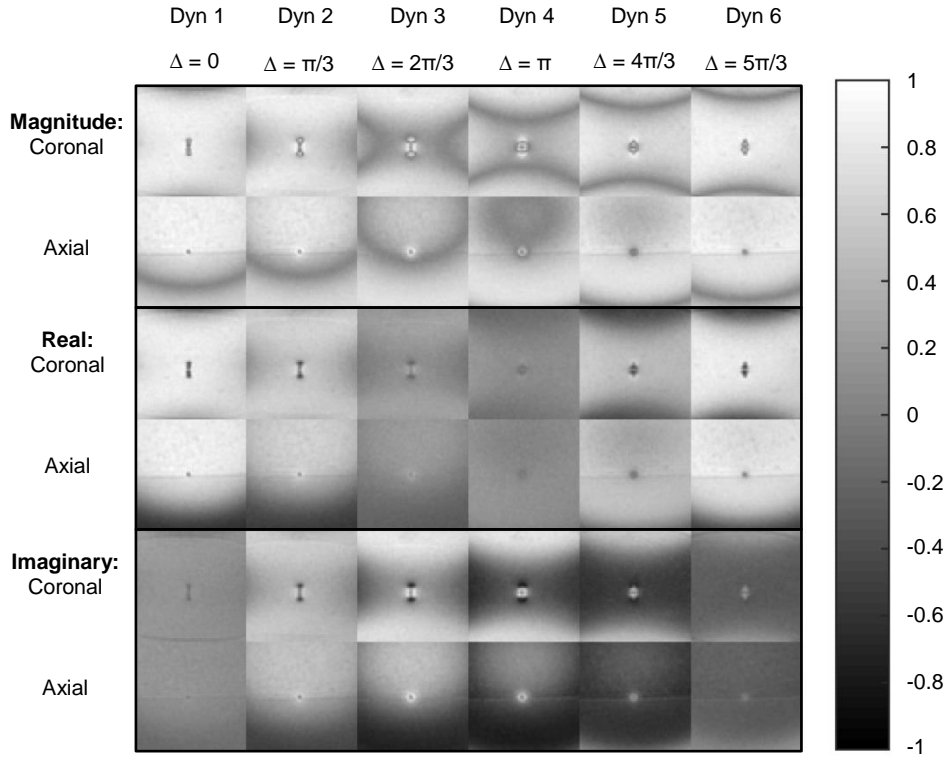 Dyn 1 Dyn 2 Dyn 3 Dyn 4 Dyn 5 Dyn 6
Δ = 0 Δ = π/3 Δ = 2π/3 Δ = π Δ = 4π/3 Δ = 5π/3
Magnitude:
Coronal
Axial
Real:
Coronal
Axial
Imaginary:
Coronal
Axial
1
0.8
0.6
0.4
0.2
0
-0.2
-0.4
-0.6
-0.8
-1